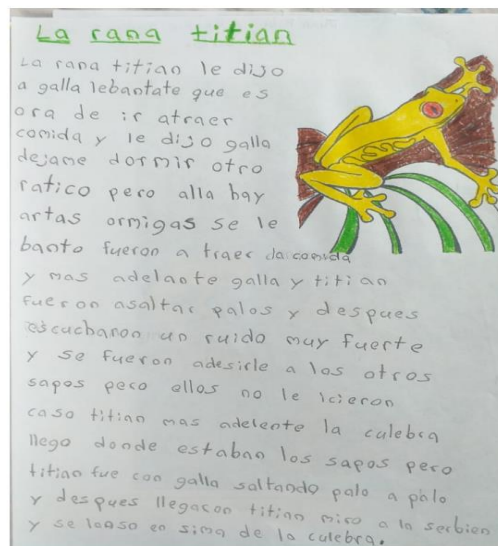 La rana titian
La rana titian le dijo
a galla lebantate que es
ora de ir atraer
comida y le dijo galla
dejame dormir otro
ratico pero alla hay
artas ormigas se le
banto fueron a traer la comida
y mas adelante galla y titian
fueron asaltar palos y despues
escucharon un ruido muy fuerte
y se fueron adesirle a los otros
sapos pero ellos no le icieron
caso titian mas adelente la culebra
llego donde estaban los sapos pero
titian fue con galla saltando palo a palo
y despues llegaron titian miro a la serbien
y se lanso en sima de la culebra.